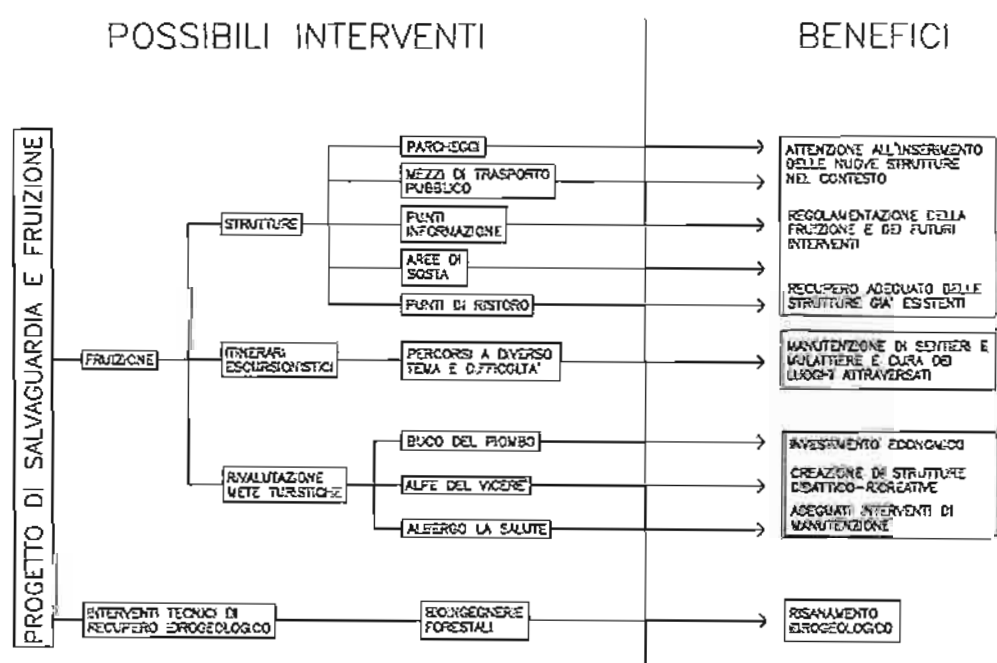 POSSIBILI INTERVENTI
BENEFICI
PROGETTO DI SALVAGUARDIA E FRUIZIONE
FRUIZIONE
STRUTTURE
PARCHEGGI
MEZZI DI TRASPORTO
PUBBLICO
PUNTI
INFORMAZIONE
AREE DI
SOSTA
PUNTI DI RISTORO
ATTENZIONE ALL'INSERIMENTO
DELLE NUOVE STRUTTURE
NEL CONTESTO
REGOLAMENTAZIONE DELLA
FRUIZIONE E DEI FUTURI
INTERVENTI
RECUPERO ADEGUATO DELLE
STRUTTURE GIA' ESISTENTI
ITINERARI
ESCURSIONISTICI
PERCORSI A DIVERSO
TEMA E DIFFICOLTA'
MANUTENZIONE DI SENTIERI E
MULATTIERE E CURA DEI
LUOGHI ATTRAVERSATI
RIVALUTAZIONE
METE TURISTICHE
BUCO DEL PIOMBO
ALPE DEL VICERE'
ALBERGO LA SALUTE
INVESTIMENTO ECONOMICO
CREAZIONE DI STRUTTURE
DIDATTICO-RICREATIVE
ADEGUATI INTERVENTI DI
MANUTENZIONE
INTERVENTI TECNICI DI
RECUPERO IDROGEOLOGICO
BIOINGEGNERIE
FORESTALI
RISANAMENTO
IDROGEOLOGICO